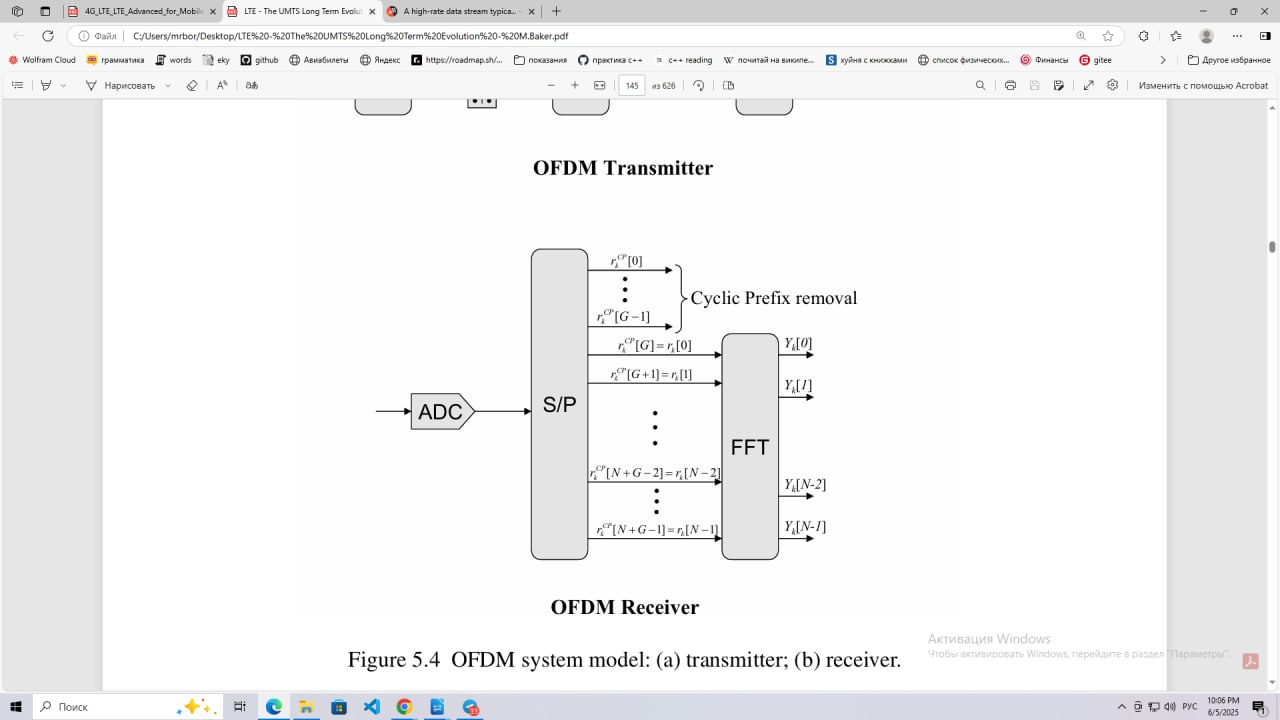 4G_LTE_LTE_Advanced_for_Mobile
LTE - The UMTS Long Term Evolut
A high-rate data stream typica... -
Файл C:/Users/mrbor/Desktop/LTE%20-%20The%20UMTS%20Long%20Term%20Evolution%20-%20M.Baker.pdf
Wolfram Cloud грамматика words eky github Авиабилеты Яндекс https://roadmap.sh/... показания практика c++ c++ reading почитай на википе... хуйня с книжками список физических... Финансы gitee Другое избранное
Нарисовать аあ 145 из 626 Изменить с помощью Acrobat
OFDM Transmitter
r_k^{CP}[0]
Cyclic Prefix removal
r_k^{CP}[G−1]
r_k^{CP}[G]=r_k[0]
Y_k[0]
r_k^{CP}[G+1]=r_k[1]
Y_k[1]
ADC
S/P
FFT
r_k^{CP}[N+G−2]=r_k[N−2]
Y_k[N-2]
r_k^{CP}[N+G−1]=r_k[N−1]
Y_k[N-1]
OFDM Receiver
Figure 5.4 OFDM system model: (a) transmitter; (b) receiver.
Активация Windows
Чтобы активировать Windows, перейдите в раздел "Параметры".
Поиск
РУС
10:06 PM
6/5/2025